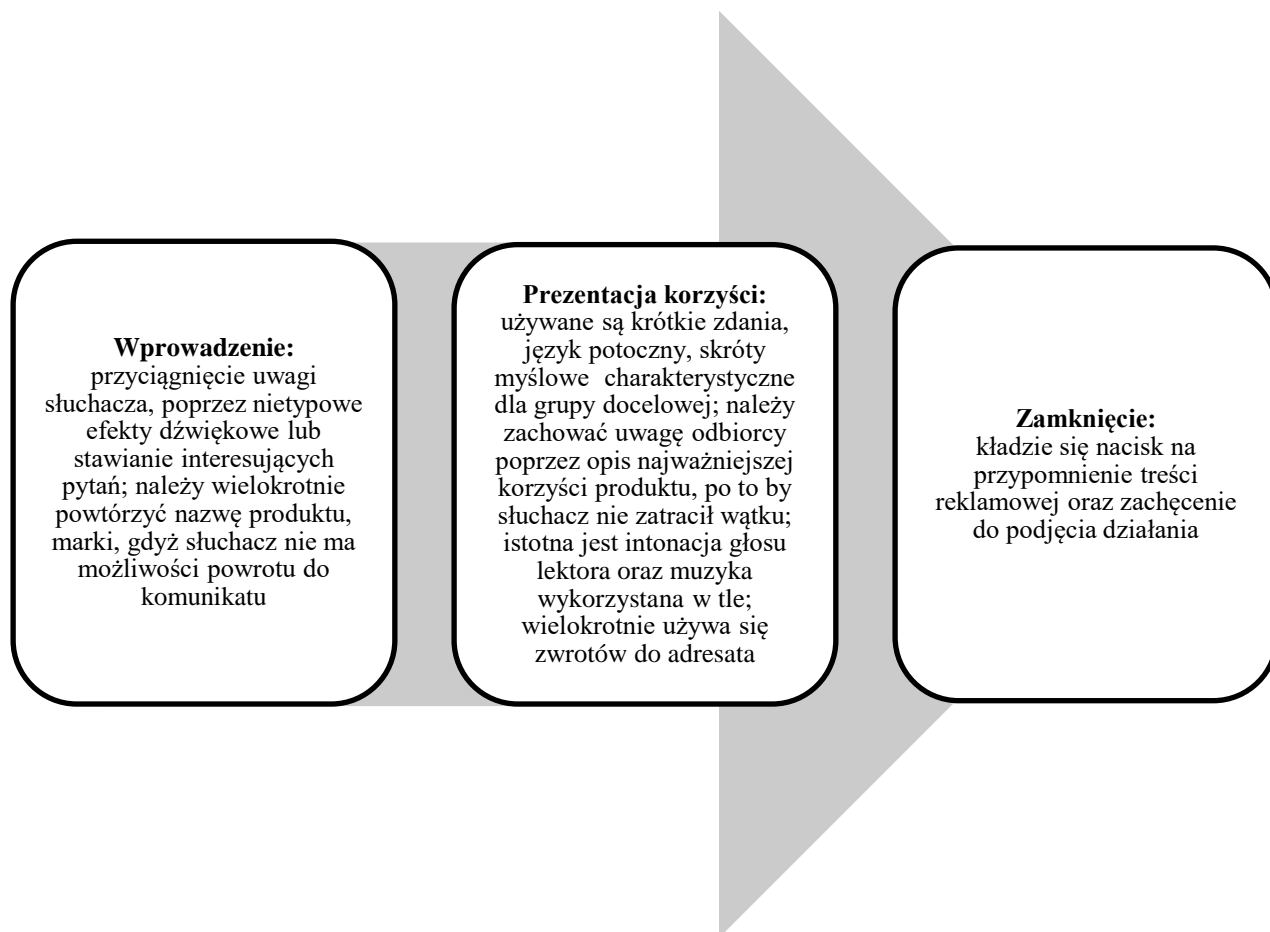 Wprowadzenie:
przyciągnięcie uwagi
słuchacza, poprzez nietypowe
efekty dźwiękowe lub
stawianie interesujących
pytań; należy wielokrotnie
powtórzyć nazwę produktu,
marki, gdyż słuchacz nie ma
możliwości powrotu do
komunikatu
Prezentacja korzyści:
używane są krótkie zdania,
język potoczny, skróty
myślowe charakterystyczne
dla grupy docelowej; należy
zachować uwagę odbiorcy
poprzez opis najważniejszej
korzyści produktu, po to by
słuchacz nie zatracił wątku;
istotna jest intonacja głosu
lektora oraz muzyka
wykorzystana w tle;
wielokrotnie używa się
zwrotów do adresata
Zamknięcie:
kładzie się nacisk na
przypomnienie treści
reklamowej oraz zachęcenie
do podjęcia działania